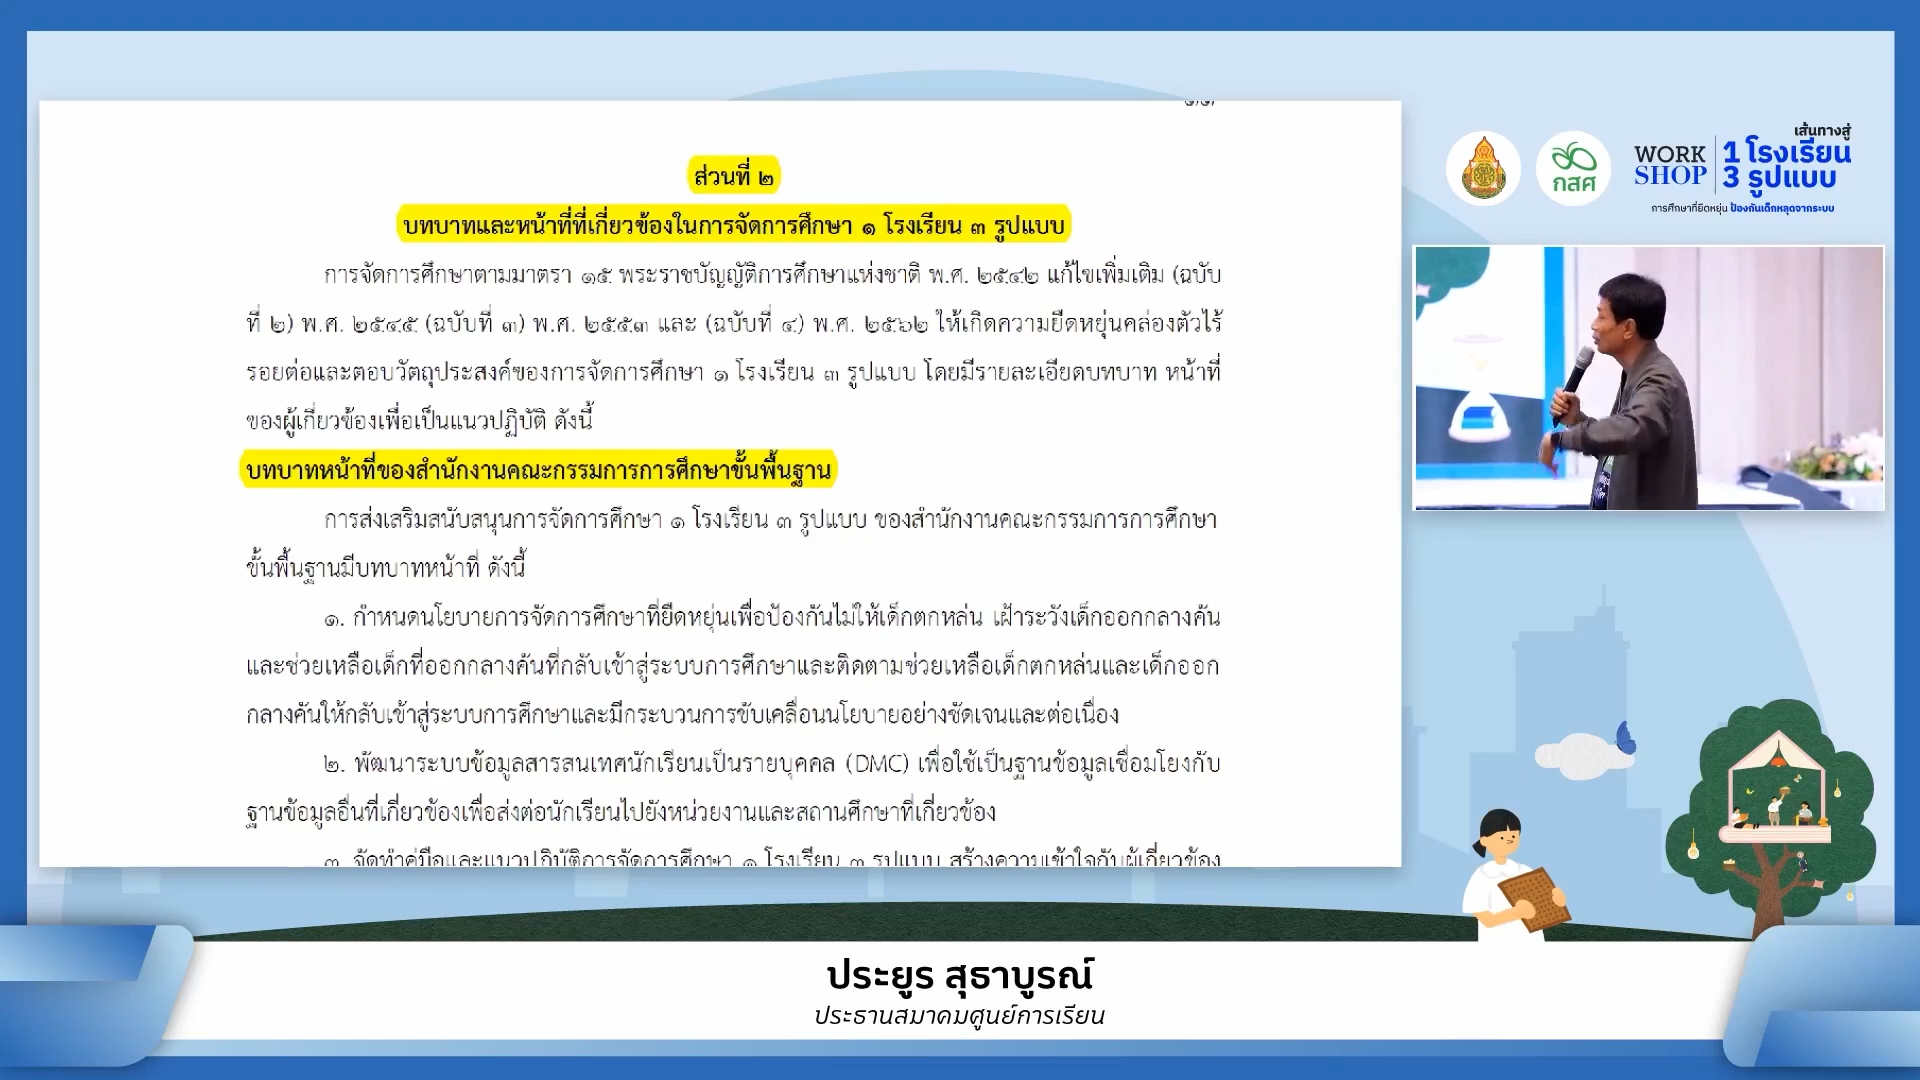 ส่วนที่ ๒
บทบาทและหน้าที่ที่เกี่ยวข้องในการจัดการศึกษา ๑ โรงเรียน ๓ รูปแบบ
การจัดการศึกษาตามมาตรา ๑๕ พระราชบัญญัติการศึกษาแห่งชาติ พ.ศ. ๒๕๔๒ แก้ไขเพิ่มเติม (ฉบับ
ที่ ๒) พ.ศ. ๒๕๔๕ (ฉบับที่ ๓) พ.ศ. ๒๕๕๓ และ (ฉบับที่ ๔) พ.ศ. ๒๕๖๒ ให้เกิดความยืดหยุ่นคล่องตัวไร้
รอยต่อและตอบวัตถุประสงค์ของการจัดการศึกษา ๑ โรงเรียน ๓ รูปแบบ โดยมีรายละเอียดบทบาท หน้าที่
ของผู้เกี่ยวข้องเพื่อเป็นแนวปฏิบัติ ดังนี้
บทบาทหน้าที่ของสำนักงานคณะกรรมการการศึกษาขั้นพื้นฐาน
การส่งเสริมสนับสนุนการจัดการศึกษา ๑ โรงเรียน ๓ รูปแบบ ของสำนักงานคณะกรรมการการศึกษา
ขั้นพื้นฐานมีบทบาทหน้าที่ ดังนี้
๑. กำหนดนโยบายการจัดการศึกษาที่ยืดหยุ่นเพื่อป้องกันไม่ให้เด็กตกหล่น เฝ้าระวังเด็กออกกลางคัน
และช่วยเหลือเด็กที่ออกกลางคันที่กลับเข้าสู่ระบบการศึกษาและติดตามช่วยเหลือเด็กตกหล่นและเด็กออก
กลางคันให้กลับเข้าสู่ระบบการศึกษาและมีกระบวนการขับเคลื่อนนโยบายอย่างชัดเจนและต่อเนื่อง
๒. พัฒนาระบบข้อมูลสารสนเทศนักเรียนเป็นรายบุคคล (DMC) เพื่อใช้เป็นฐานข้อมูลเชื่อมโยงกับ
ฐานข้อมูลอื่นที่เกี่ยวข้องเพื่อส่งต่อนักเรียนไปยังหน่วยงานและสถานศึกษาที่เกี่ยวข้อง
๓. จัดทำคู่มือและแนวปฏิบัติการจัดการศึกษา ๑ โรงเรียน ๓ รูปแบบ สร้างความเข้าใจกับผู้เกี่ยวข้อง
กสศ
WORK
SHOP
เส้นทางสู่
1 โรงเรียน
3 รูปแบบ
การศึกษาที่ยืดหยุ่น ป้องกันเด็กหลุดจากระบบ
ประยูร สุธาบูรณ์
ประธานสมาคมศูนย์การเรียน